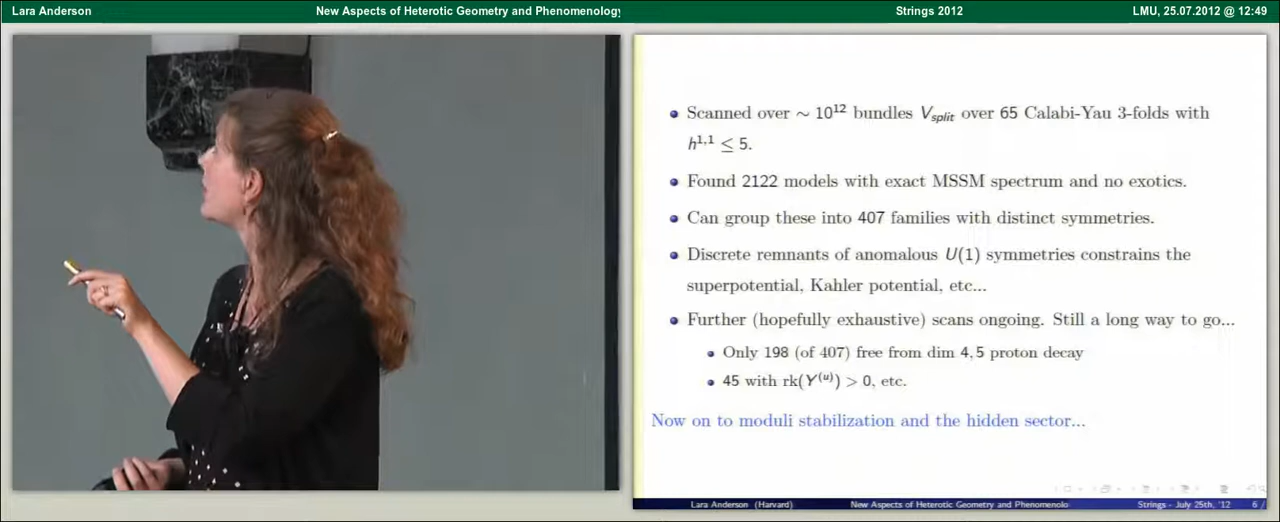 Lara Anderson
New Aspects of Heterotic Geometry and Phenomenology
Strings 2012
LMU, 25.07.2012 @ 12:49
Scanned over ∼ 10¹² bundles V_split over 65 Calabi-Yau 3-folds with
h¹,¹ ≤ 5.
Found 2122 models with exact MSSM spectrum and no exotics.
Can group these into 407 families with distinct symmetries.
Discrete remnants of anomalous U(1) symmetries constrains the
superpotential, Kahler potential, etc...
Further (hopefully exhaustive) scans ongoing. Still a long way to go...
Only 198 (of 407) free from dim 4, 5 proton decay
45 with rk(Y⁽ᵘ⁾) > 0, etc.
Now on to moduli stabilization and the hidden sector...
Lara Anderson (Harvard)
New Aspects of Heterotic Geometry and Phenomenolo
Strings - July 25th, '12
6 /